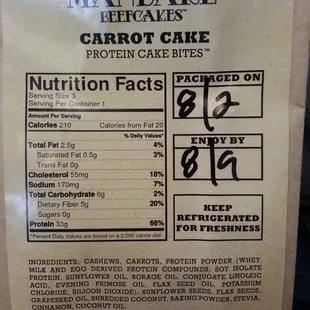 BEEFCAKES™
CARROT CAKE
PROTEIN CAKE BITES™
Nutrition Facts
Serving Size 3
Serving Per Container 1
Amount Per Serving
Calories 210 Calories from Fat 20
% Daily Values*
Total Fat 2.5g 4%
Saturated Fat 0.5g 3%
Trans Fat 0g
Cholesterol 55mg 18%
Sodium 170mg 7%
Total Carbohydrate 6g 2%
Dietary Fiber 5g 20%
Sugars 0g
Protein 33g 66%
*Percent Daily Values are based on a 2,000 calorie diet.
PACKAGED ON
8/2
ENJOY BY
8/9
KEEP
REFRIGERATED
FOR FRESHNESS
INGREDIENTS: CASHEWS, CARROTS, PROTEIN POWDER (WHEY,
MILK AND EGG DERIVED PROTEIN COMPOUNDS, SOY ISOLATE
PROTEIN, SUNFLOWER OIL, BORAGE OIL, CONJUGATE LINOLEIC
ACID, EVENING PRIMOSE OIL, FLAX SEED OIL, POTASSIUM
CHLORIDE, SILICON DIOXIDE), SUNFLOWER SEEDS, FLAX SEEDS,
GRAPESEED OIL, SHREDDED COCONUT, BAKING POWDER, STEVIA,
CINNAMON, COCONUT OIL.